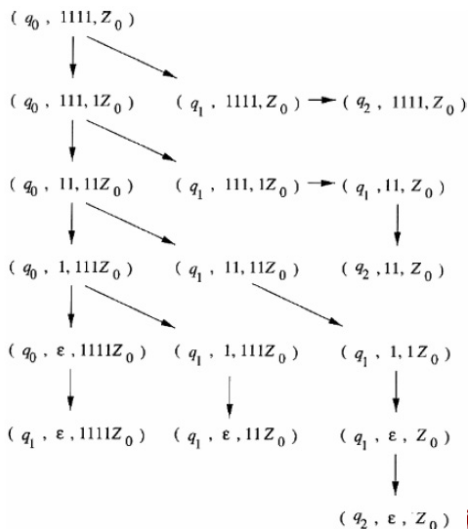 ( q0 , 1111, Z0 )
( q0 , 111, 1Z0 ) ( q1 , 1111, Z0 ) ( q2 , 1111, Z0 )
( q0 , 11, 11Z0 ) ( q1 , 111, 1Z0 ) ( q1 , 11, Z0 )
( q0 , 1, 111Z0 ) ( q1 , 11, 11Z0 ) ( q2 , 11, Z0 )
( q0 , ε , 1111Z0 ) ( q1 , 1, 111Z0 ) ( q1 , 1, 1Z0 )
( q1 , ε , 1111Z0 ) ( q1 , ε , 11Z0 ) ( q1 , ε , Z0 )
( q2 , ε , Z0 )